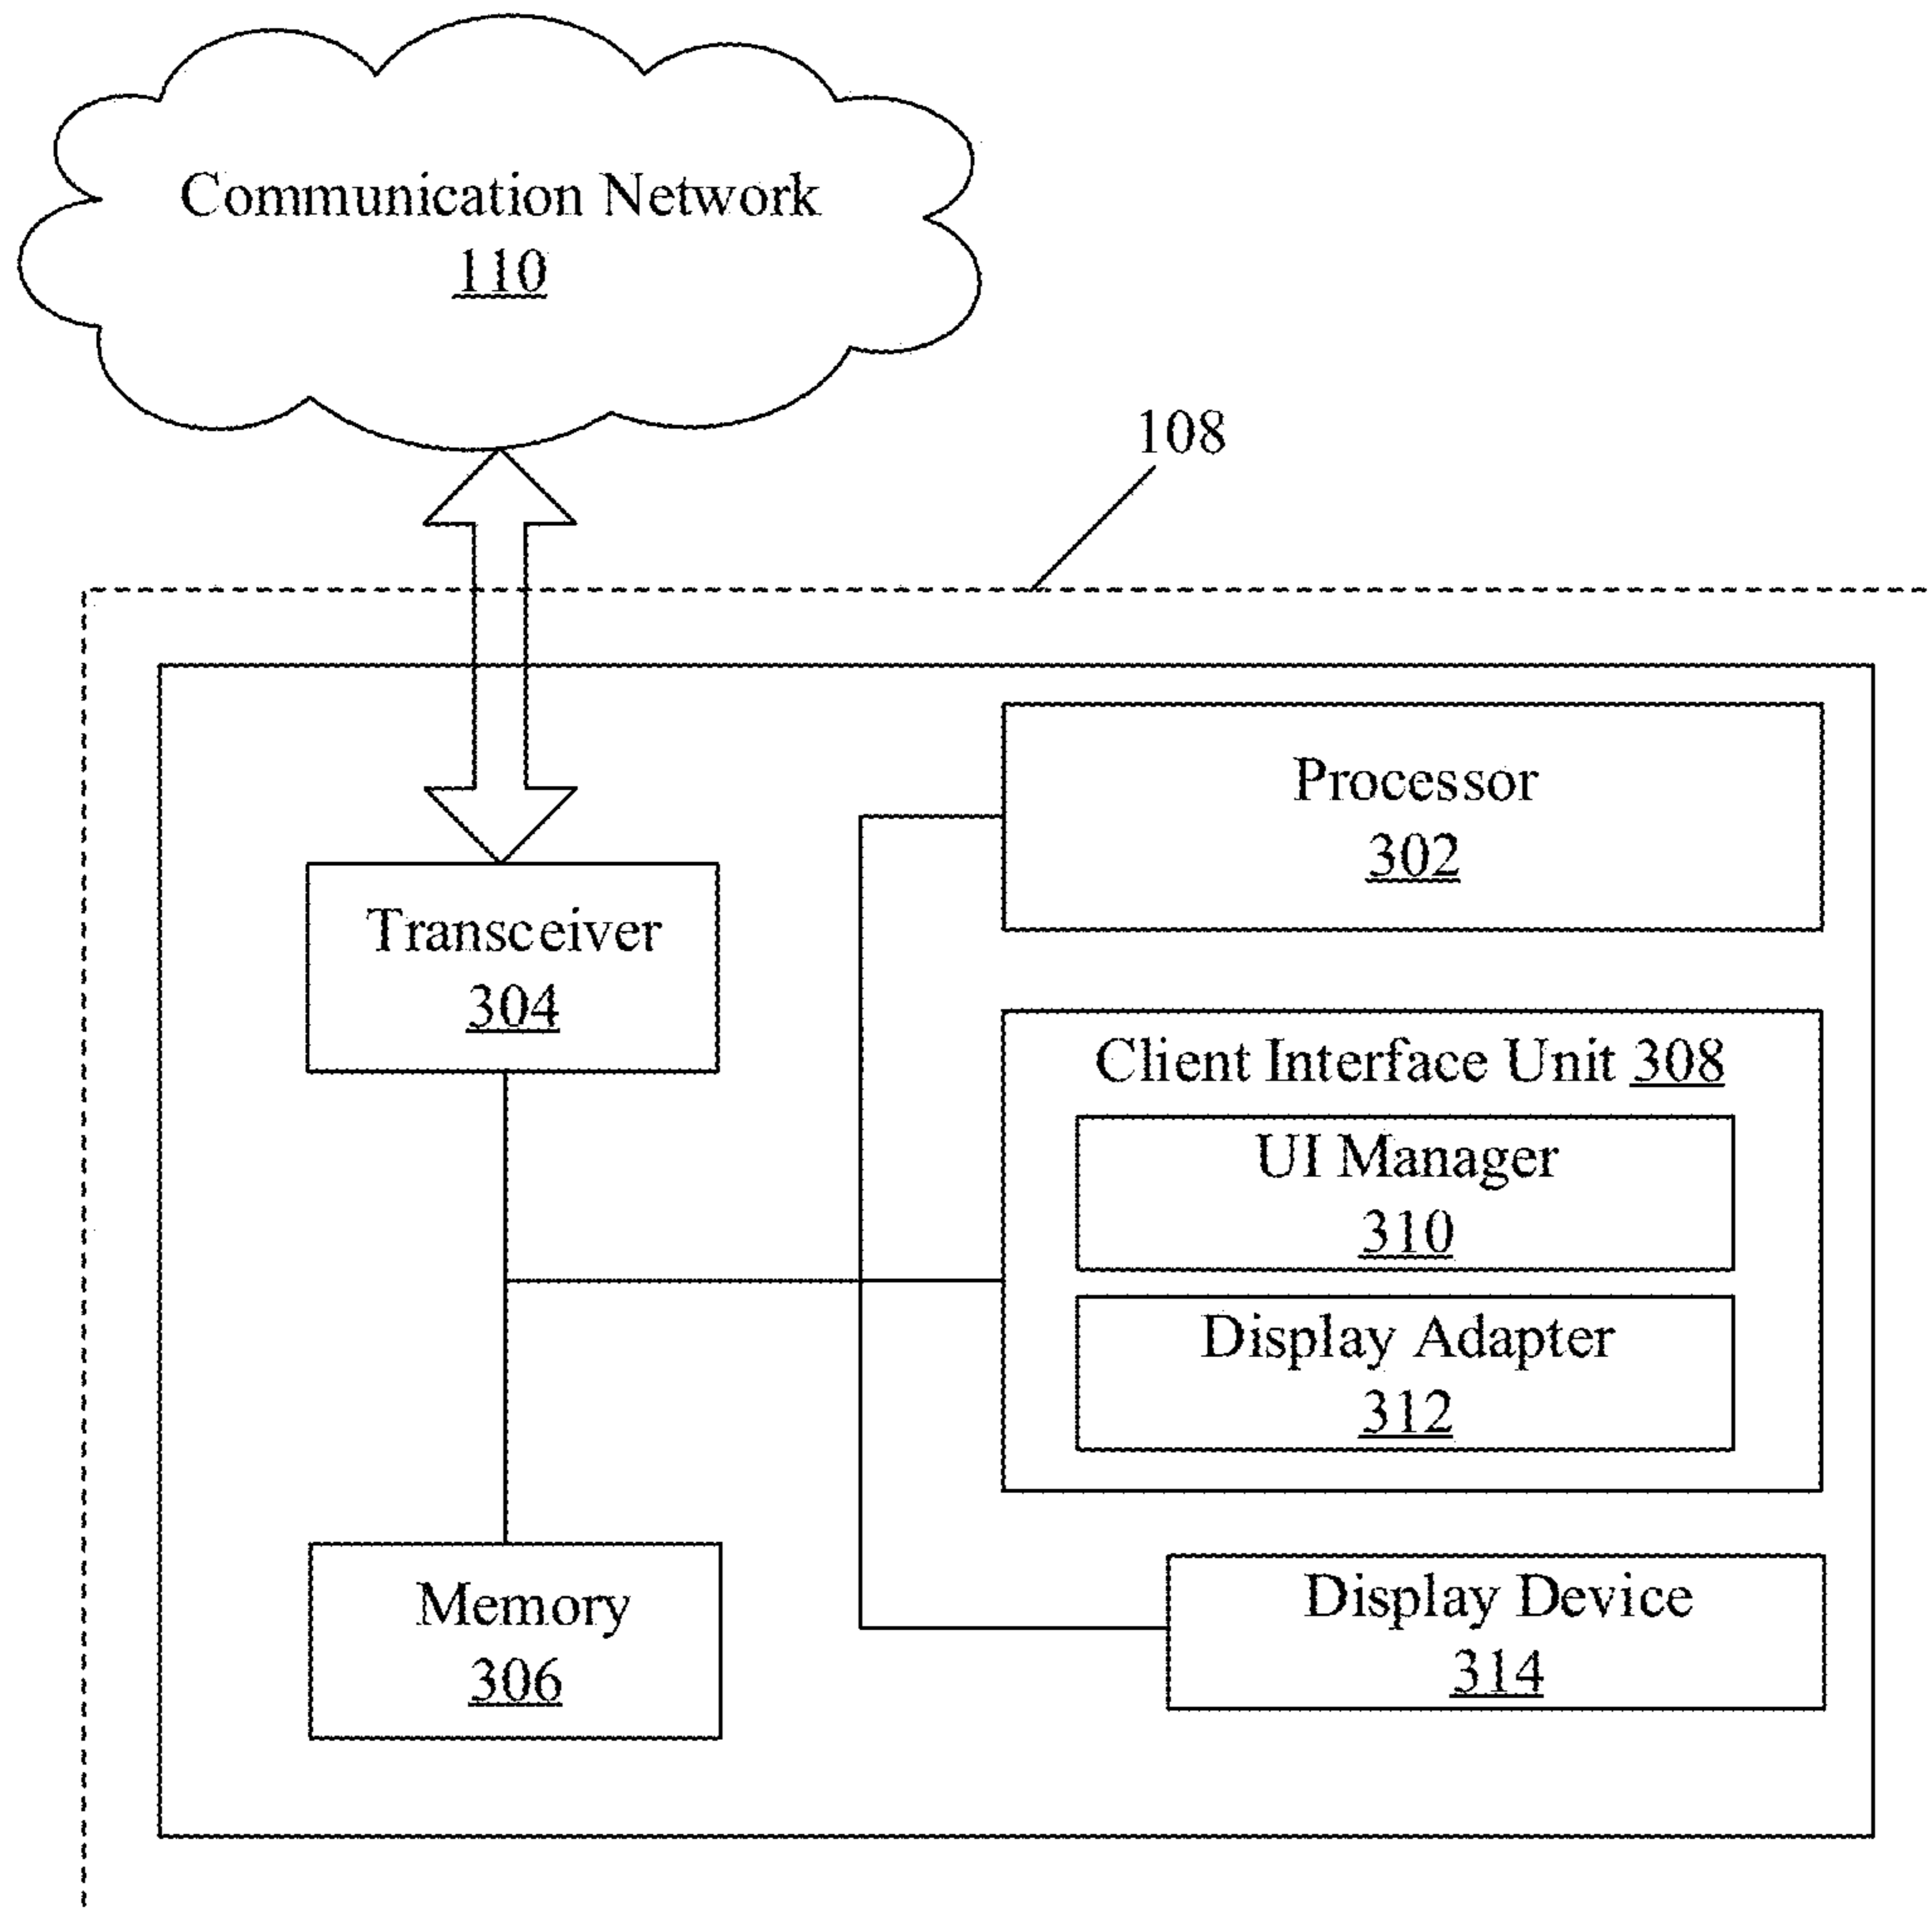 Communication Network
110
108
Processor
302
Transceiver
304
Client Interface Unit 308
UI Manager
310
Display Adapter
312
Memory
306
Display Device
314